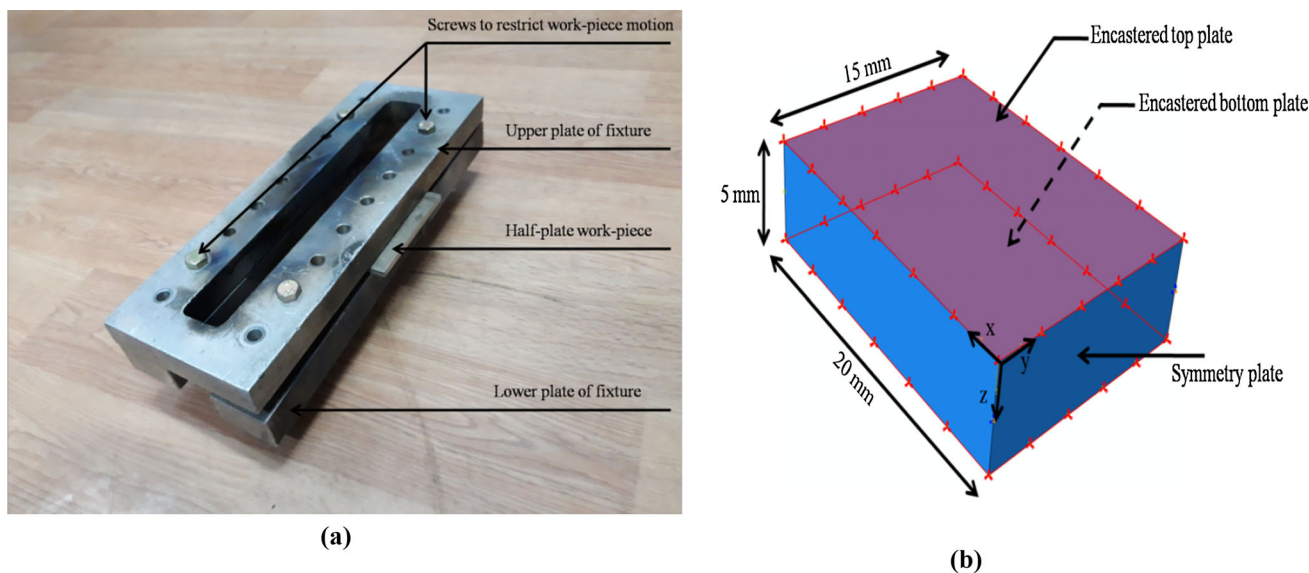 Screws to restrict work-piece motion
Upper plate of fixture
Half-plate work-piece
Lower plate of fixture
(a)
Encastered top plate
15 mm
Encastered bottom plate
5 mm
x
y
z
20 mm
Symmetry plate
(b)